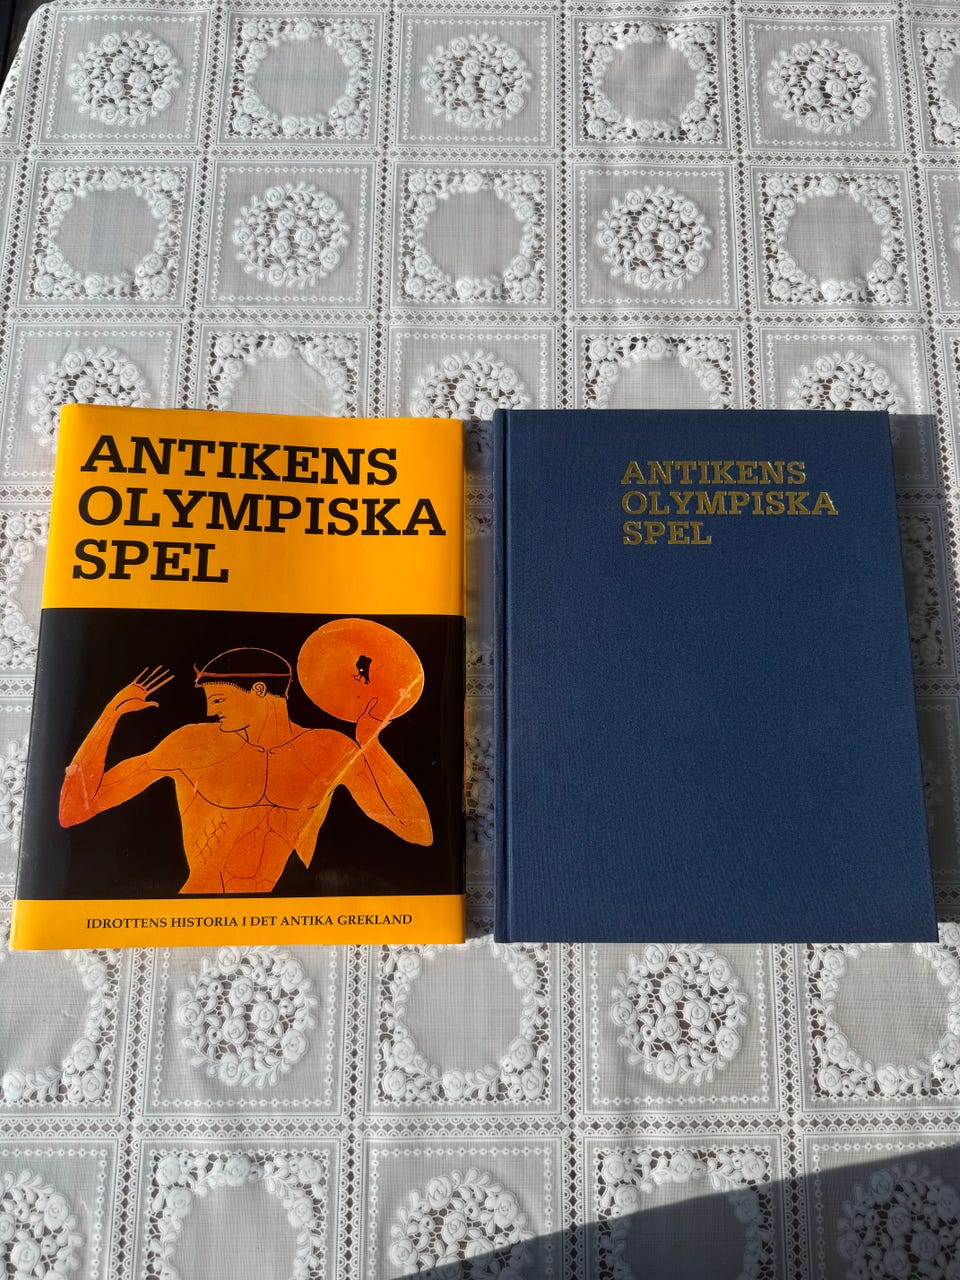 ANTIKENS
OLYMPISKA
SPEL
IDROTTENS HISTORIA I DET ANTIKA GREKLAND
ANTIKENS
OLYMPISKA
SPEL